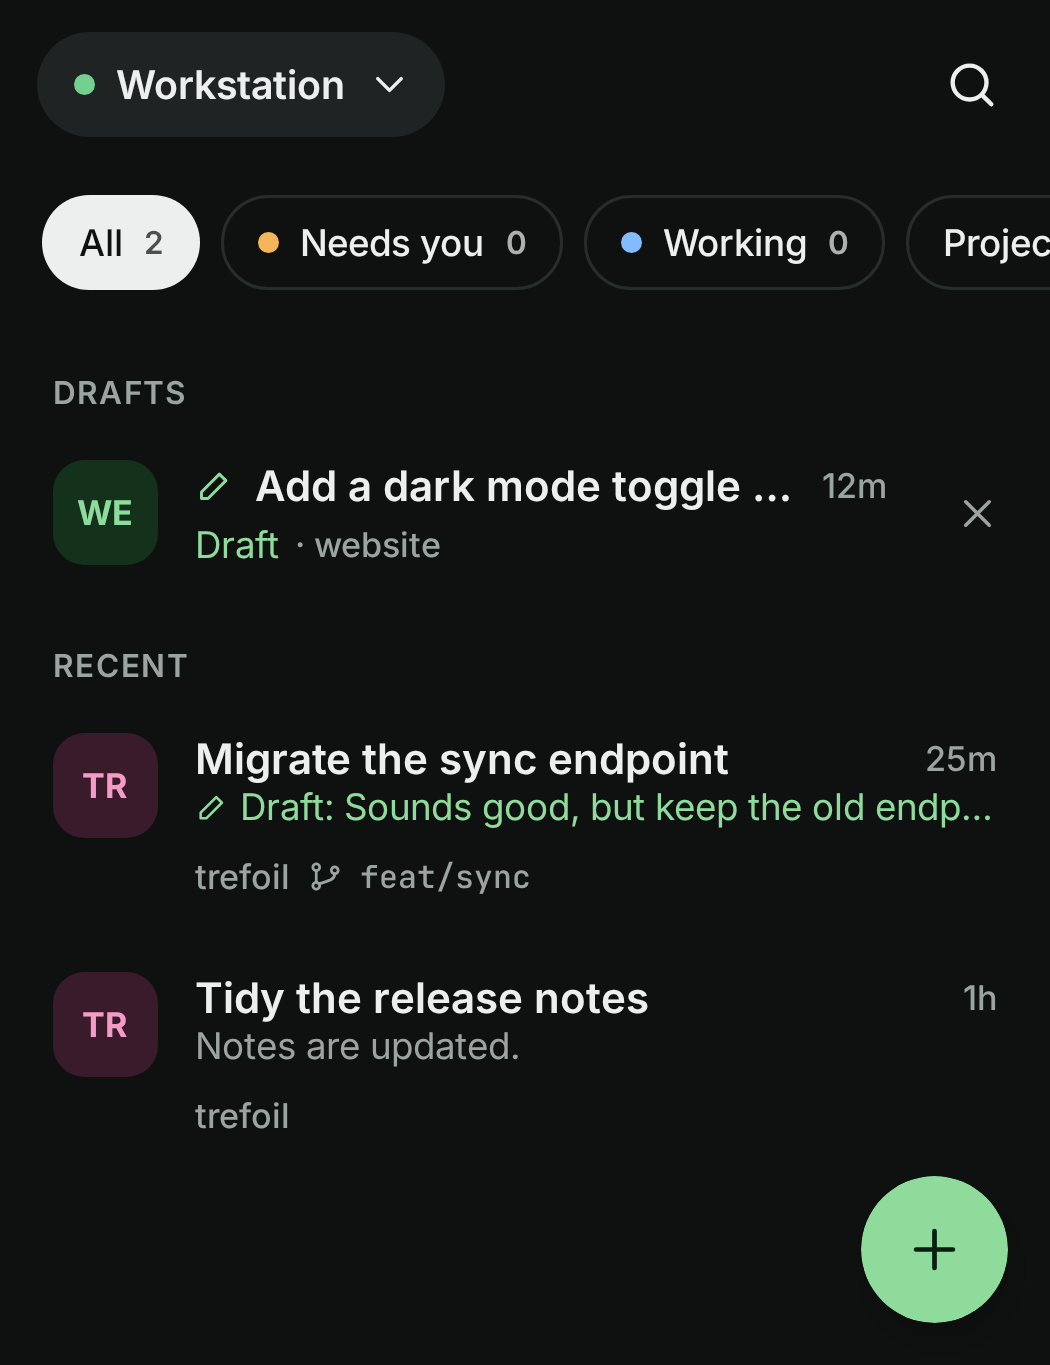 Workstation
All 2 Needs you 0 Working 0 Projec
DRAFTS
WE Add a dark mode toggle ... 12m
Draft · website
RECENT
TR Migrate the sync endpoint 25m
Draft: Sounds good, but keep the old endp...
trefoil feat/sync
TR Tidy the release notes 1h
Notes are updated.
trefoil